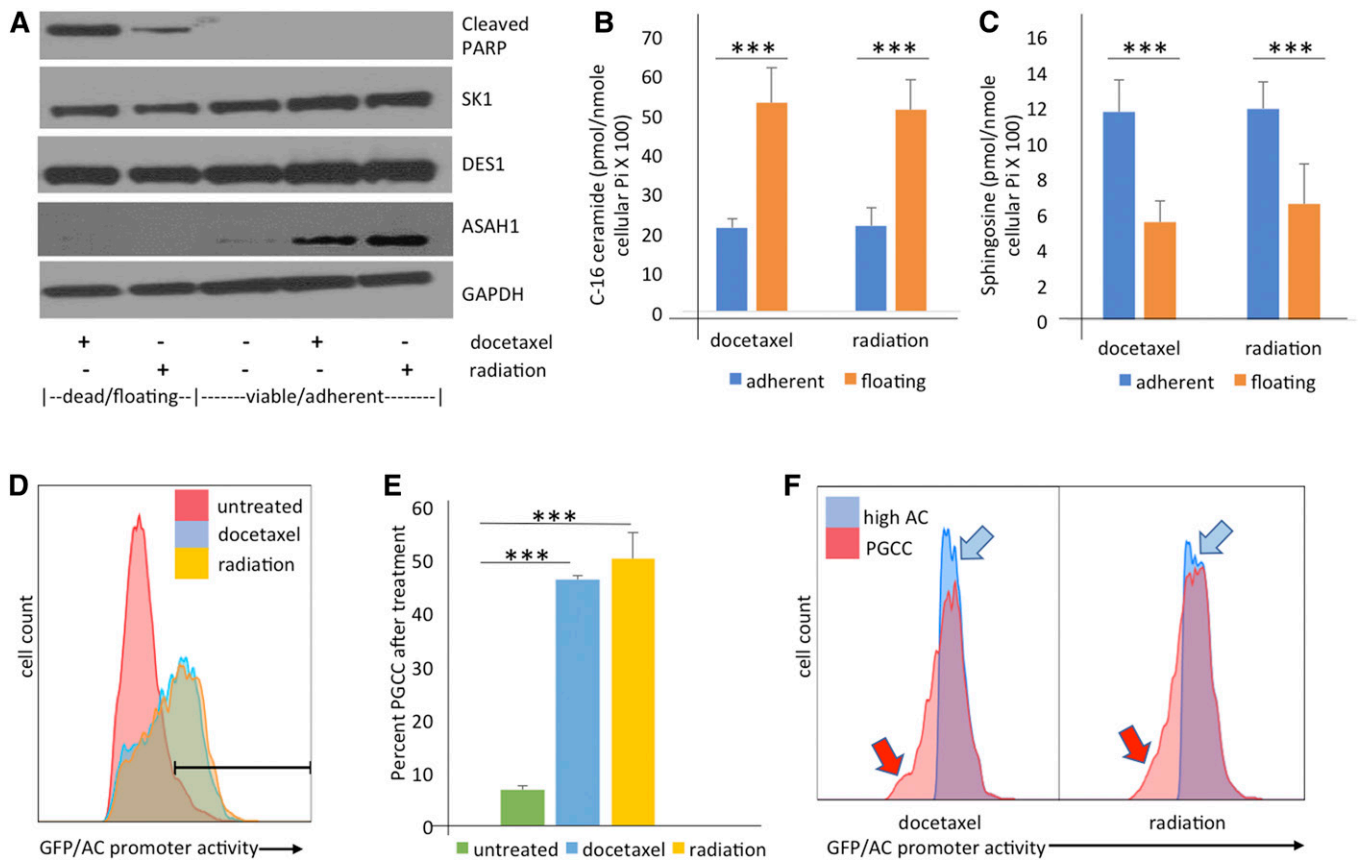 A
Cleaved
PARP
SK1
DES1
ASAH1
GAPDH
+ - - + - docetaxel
- + - - + radiation
|--dead/floating--|-------viable/adherent--------|
B
C-16 ceramide (pmol/nmole
cellular Pi X 100)
70
60
50
40
30
20
10
0
*** ***
docetaxel radiation
adherent floating
C
Sphingosine (pmol/nmole
cellular Pi X 100)
16
14
12
10
8
6
4
2
0
*** ***
docetaxel radiation
adherent floating
D
untreated
docetaxel
radiation
cell count
GFP/AC promoter activity
E
Percent PGCC after treatment
60
50
40
30
20
10
0
***
***
untreated docetaxel radiation
F
high AC
PGCC
cell count
docetaxel radiation
GFP/AC promoter activity